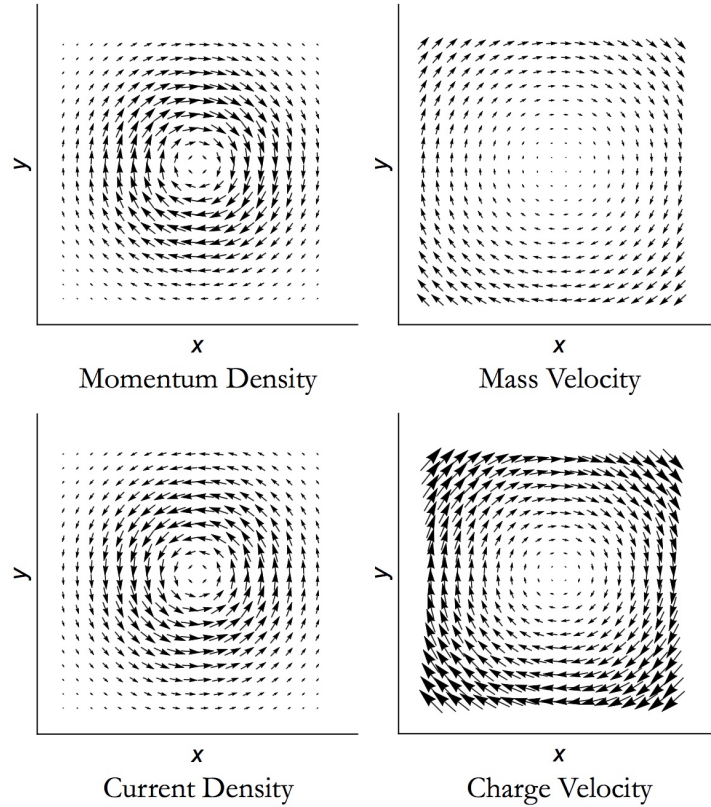 y
y
x
x
Momentum Density
Mass Velocity
y
y
x
x
Current Density
Charge Velocity